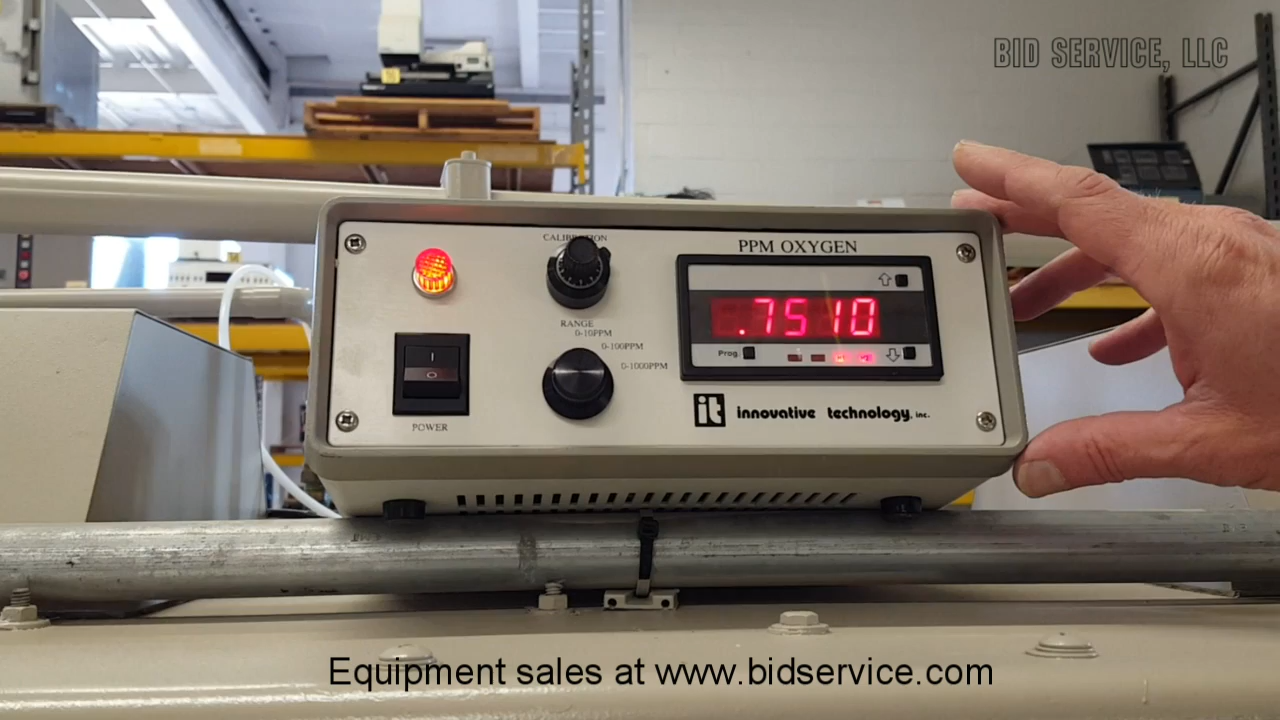 BID SERVICE, LLC
CALIBRATION
PPM OXYGEN
.7510
RANGE
0-10PPM
0-100PPM
0-1000PPM
Prog.
I
O
POWER
it innovative technology, inc.
Equipment sales at www.bidservice.com